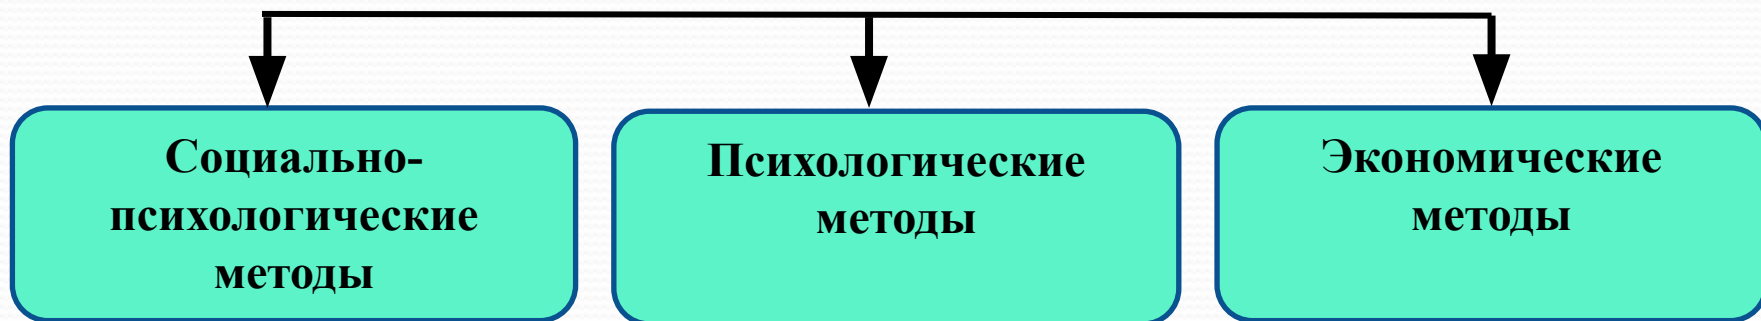 Социально-
психологические
методы
Психологические
методы
Экономические
методы